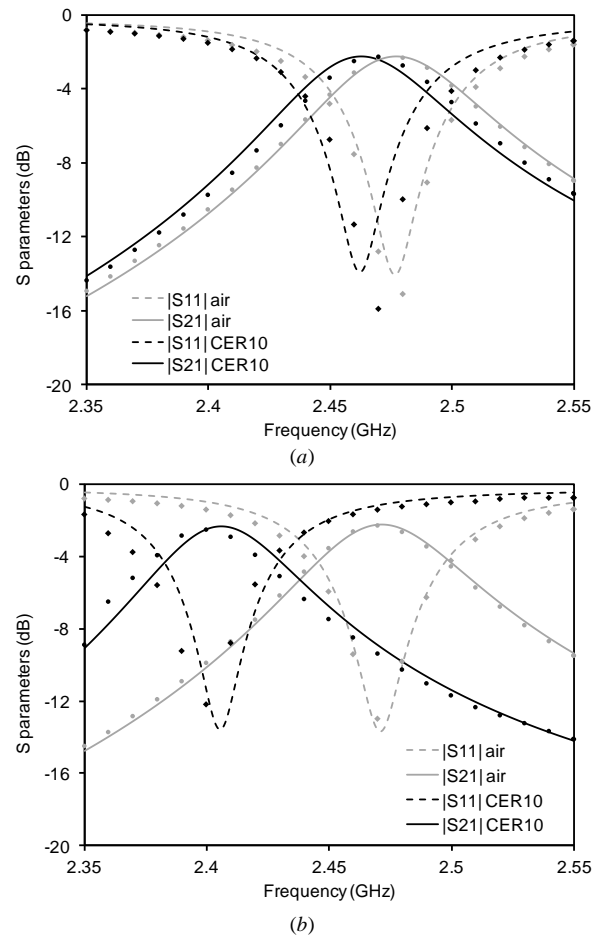 0
-4
-8
-12
-16
-20
S parameters (dB)
|S11| air
|S21| air
|S11| CER10
|S21| CER10
2.35 2.4 2.45 2.5 2.55
Frequency (GHz)
(a)
0
-4
-8
-12
-16
-20
S parameters (dB)
|S11| air
|S21| air
|S11| CER10
|S21| CER10
2.35 2.4 2.45 2.5 2.55
Frequency (GHz)
(b)